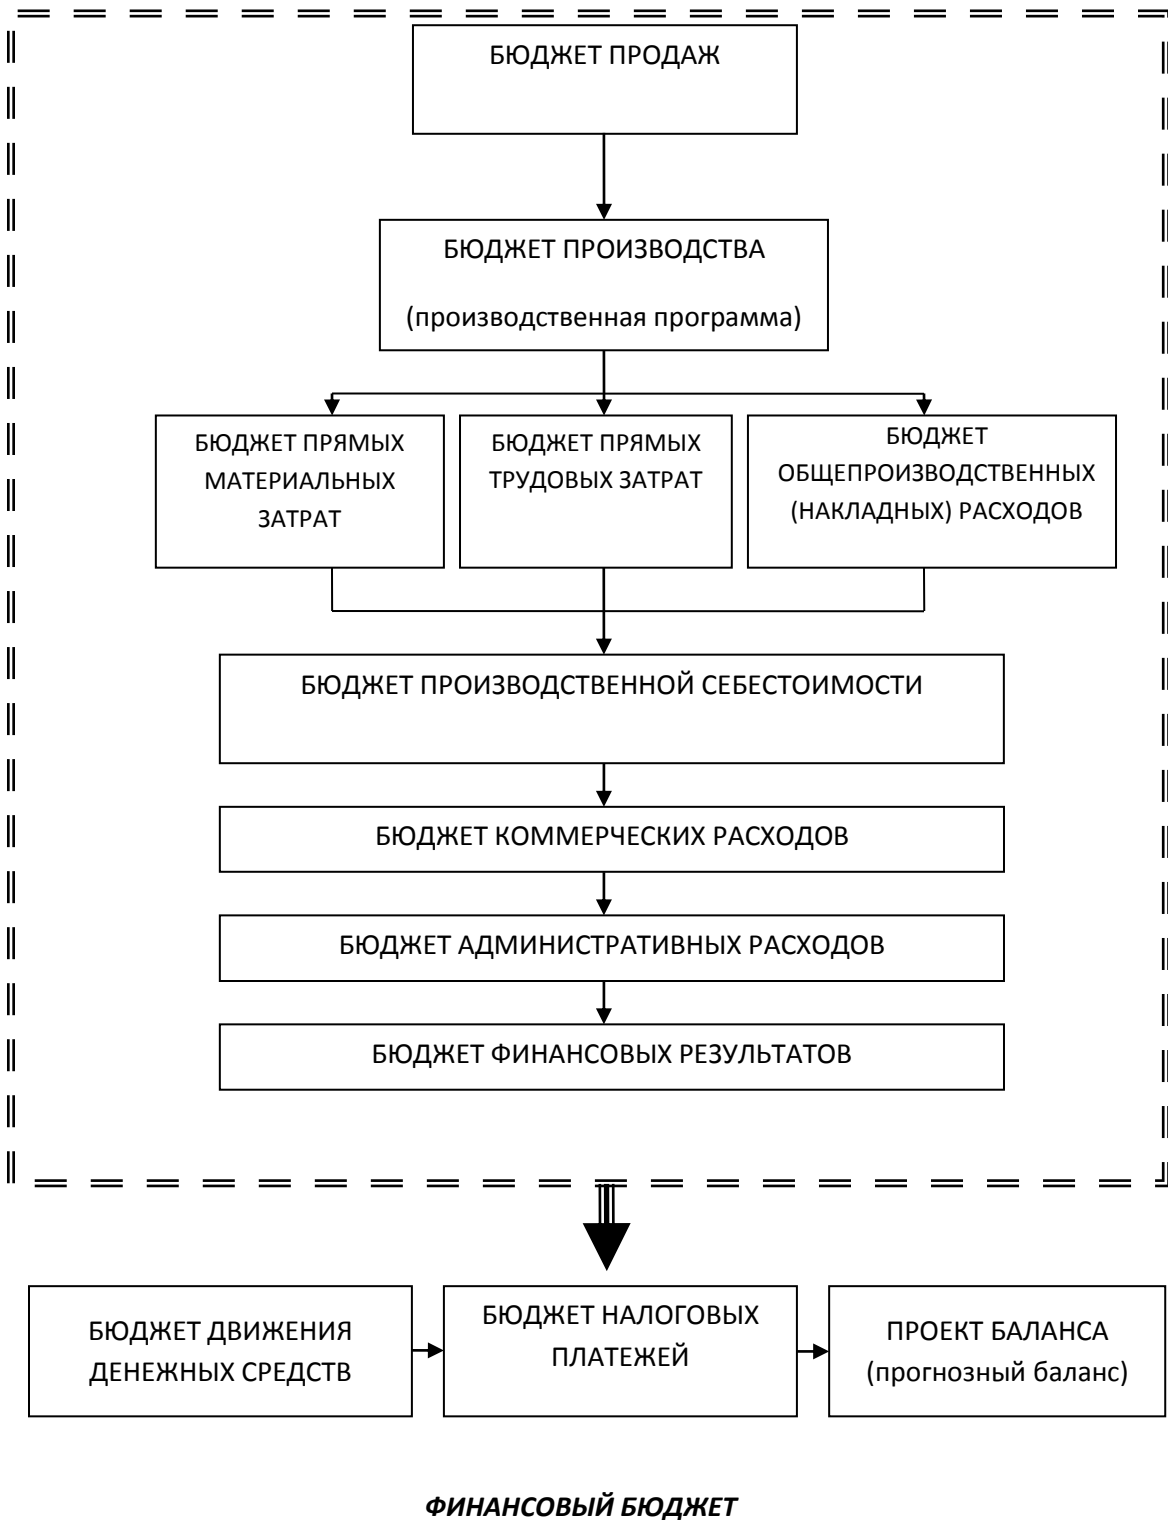 БЮДЖЕТ ПРОДАЖ
БЮДЖЕТ ПРОИЗВОДСТВА
(производственная программа)
БЮДЖЕТ ПРЯМЫХ
МАТЕРИАЛЬНЫХ
ЗАТРАТ
БЮДЖЕТ ПРЯМЫХ
ТРУДОВЫХ ЗАТРАТ
БЮДЖЕТ
ОБЩЕПРОИЗВОДСТВЕННЫХ
(НАКЛАДНЫХ) РАСХОДОВ
БЮДЖЕТ ПРОИЗВОДСТВЕННОЙ СЕБЕСТОИМОСТИ
БЮДЖЕТ КОММЕРЧЕСКИХ РАСХОДОВ
БЮДЖЕТ АДМИНИСТРАТИВНЫХ РАСХОДОВ
БЮДЖЕТ ФИНАНСОВЫХ РЕЗУЛЬТАТОВ
БЮДЖЕТ ДВИЖЕНИЯ
ДЕНЕЖНЫХ СРЕДСТВ
БЮДЖЕТ НАЛОГОВЫХ
ПЛАТЕЖЕЙ
ПРОЕКТ БАЛАНСА
(прогнозный баланс)
ФИНАНСОВЫЙ БЮДЖЕТ